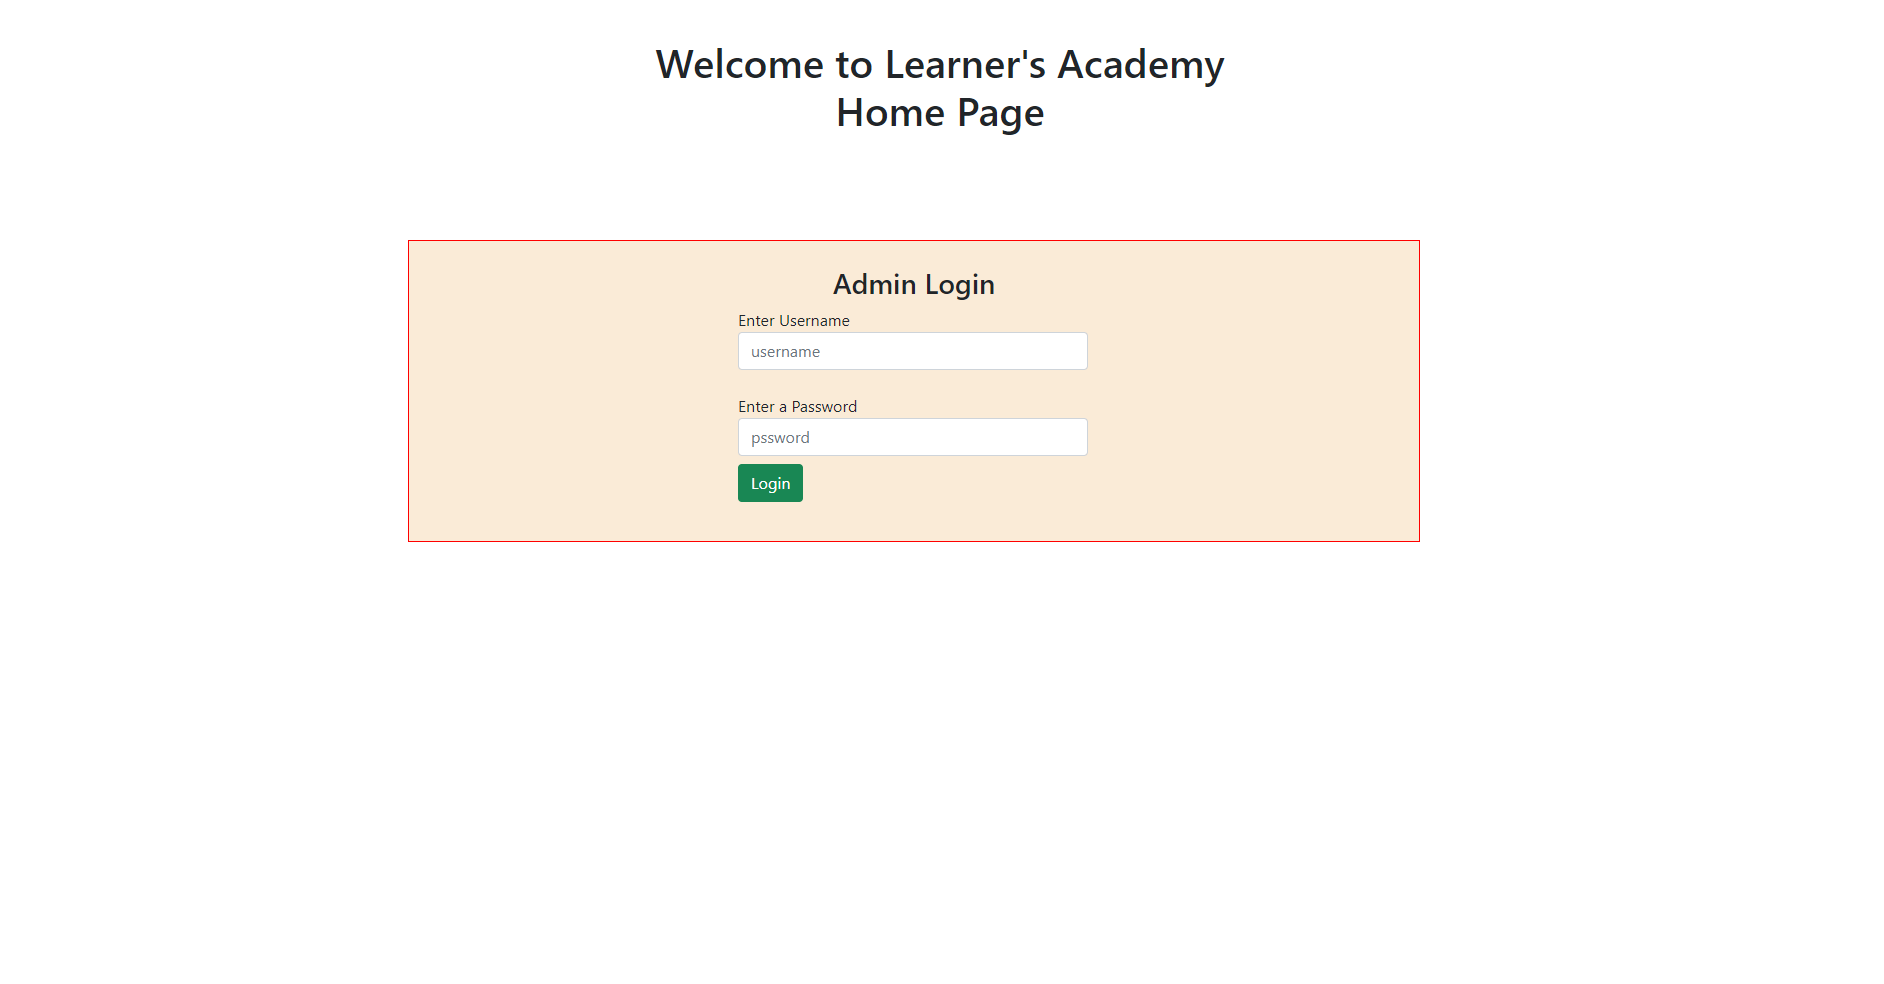 Welcome to Learner's Academy
Home Page
Admin Login
Enter Username
username
Enter a Password
pssword
Login